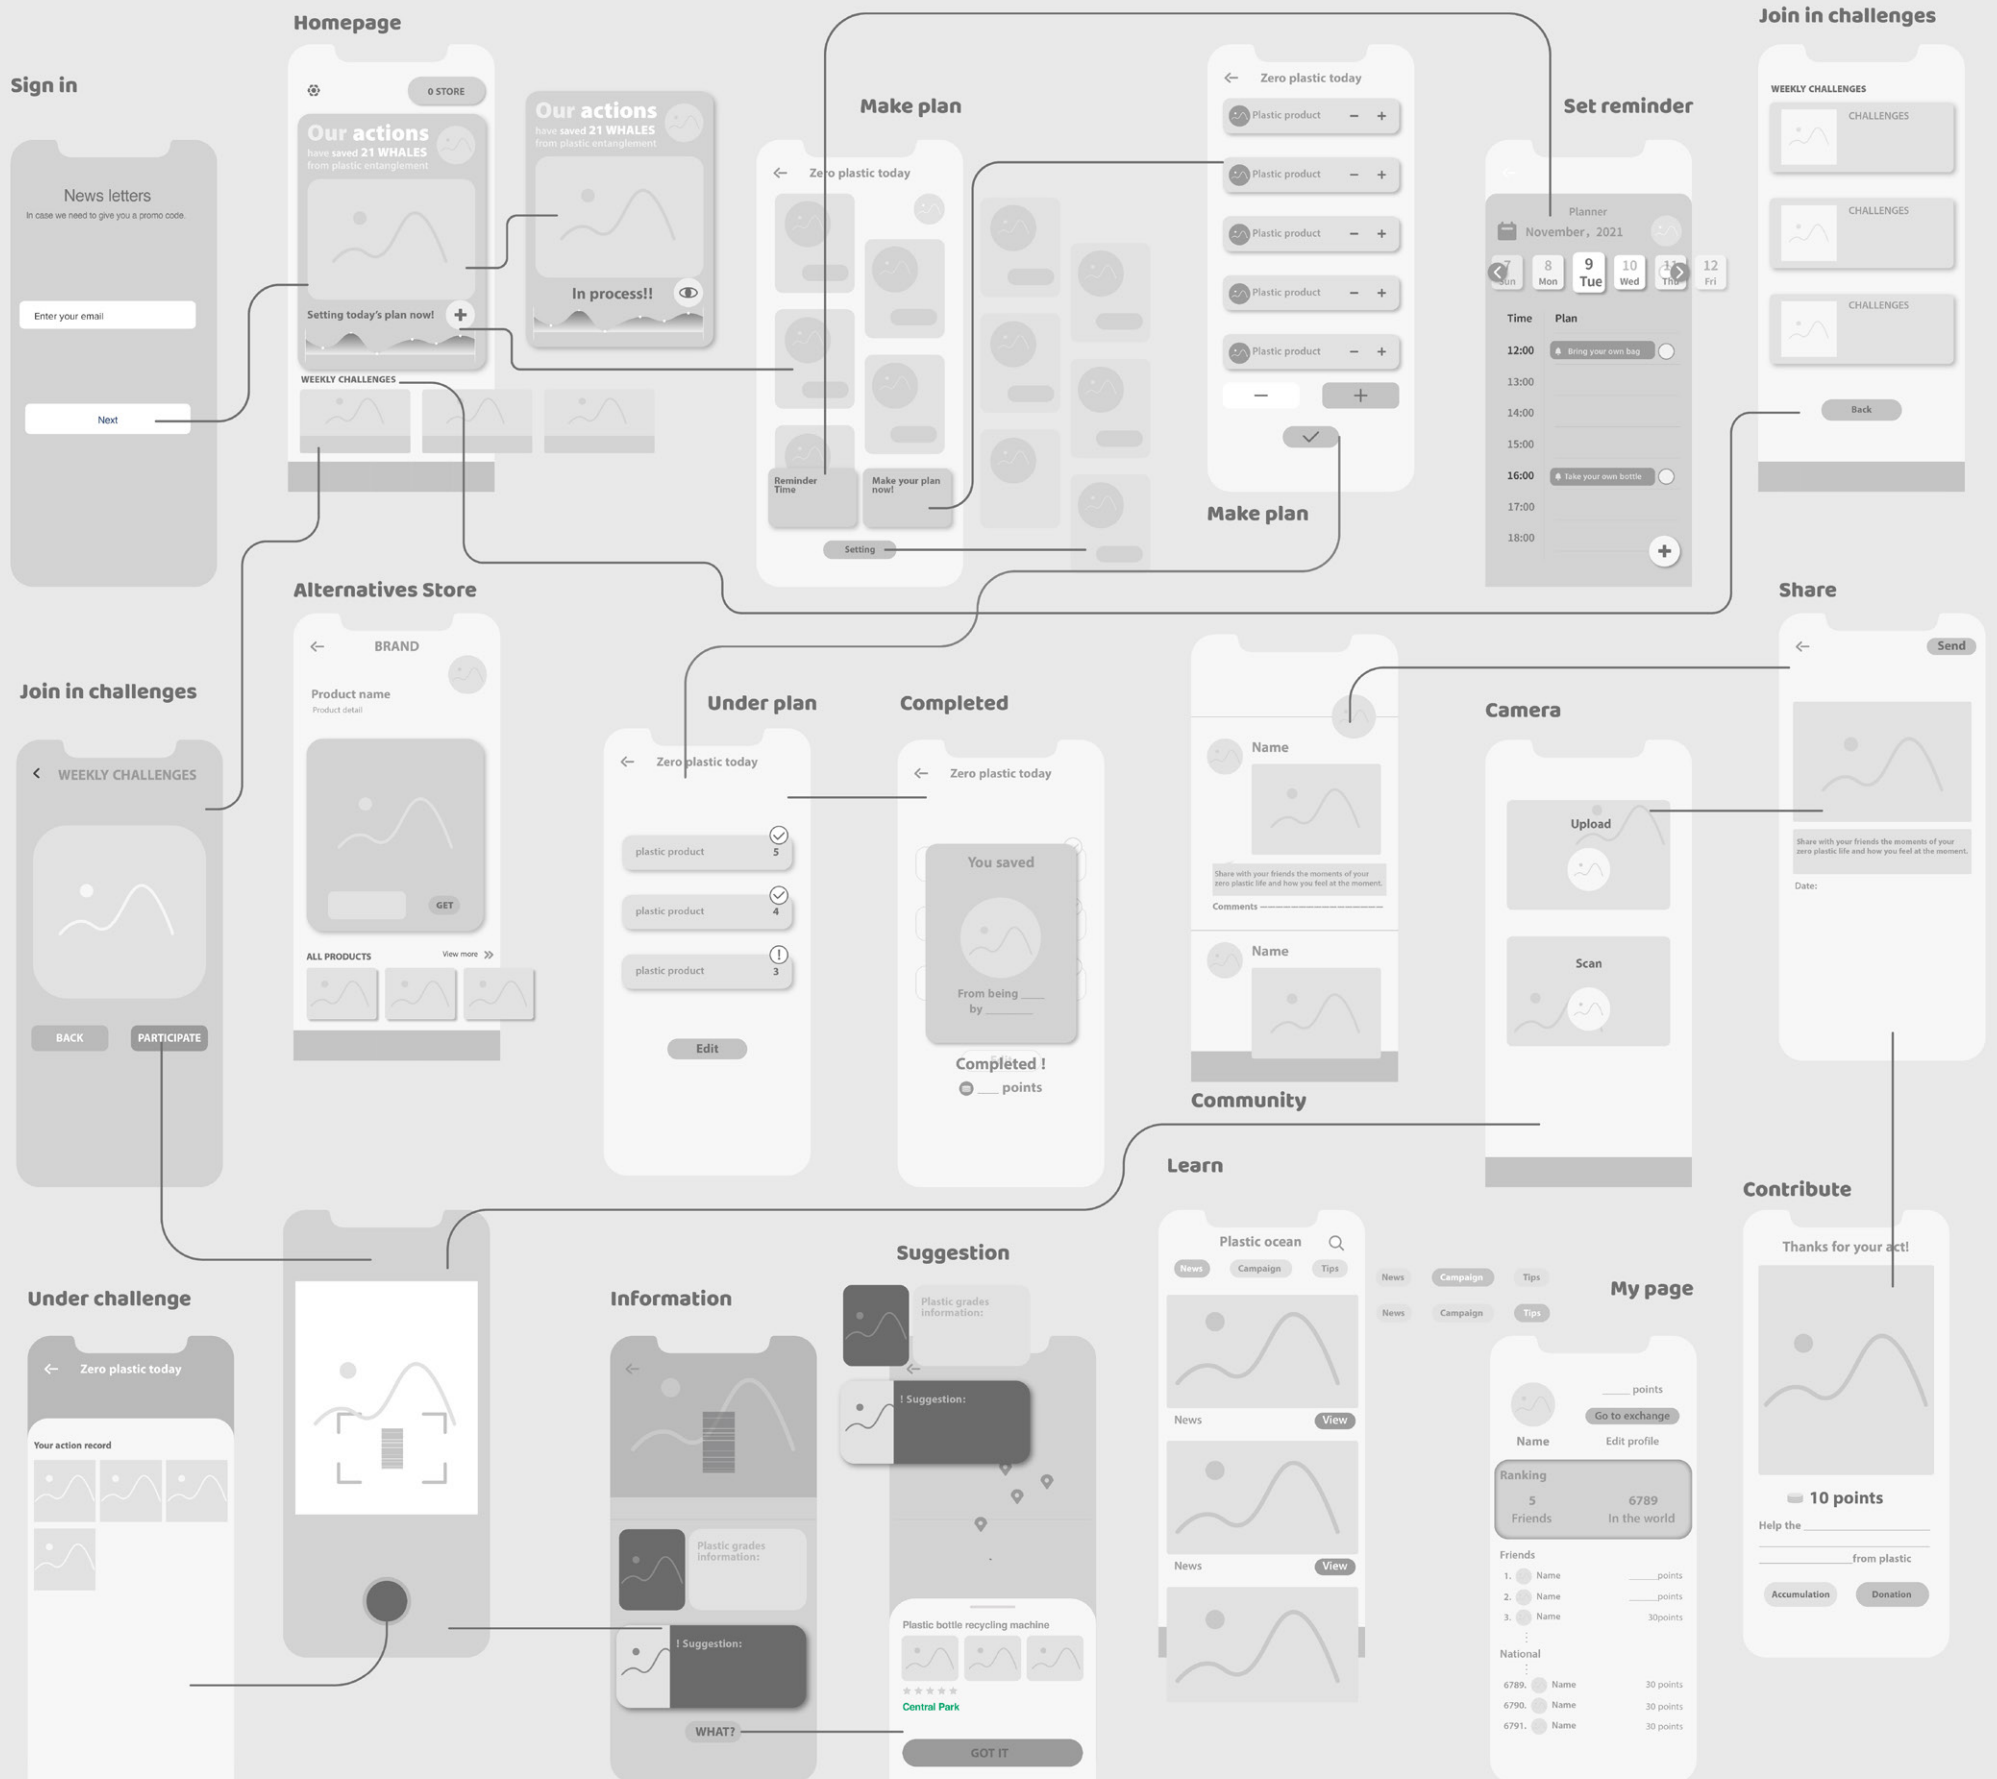 Homepage
Join in challenges
Sign in
Make plan
Set reminder
News letters
In case we need to give you a promo code.
Enter your email
Next
0 STORE
Our actions
have saved 21 WHALES
from plastic entanglement
Setting today's plan now!
WEEKLY CHALLENGES
Our actions
have saved 21 WHALES
from plastic entanglement
In process!!
Zero plastic today
Reminder
Time
Make your plan
now!
Setting
Zero plastic today
Plastic product
Plastic product
Plastic product
Plastic product
Plastic product
Make plan
Planner
November, 2021
7 8 9 10 11 12
Sun Mon Tue Wed Thu Fri
Time Plan
12:00 Bring your own bag
13:00
14:00
15:00
16:00 Take your own bottle
17:00
18:00
WEEKLY CHALLENGES
CHALLENGES
CHALLENGES
CHALLENGES
Back
Alternatives Store
BRAND
Product name
Product detail
GET
ALL PRODUCTS View more
Join in challenges
WEEKLY CHALLENGES
BACK PARTICIPATE
Under plan
Zero plastic today
plastic product 5
plastic product 4
plastic product 3
Edit
Completed
Zero plastic today
You saved
From being ____
by ________
Completed !
____ points
Name
Share with your friends the moments of your
zero plastic life and how you feel at the moment.
Comments
Name
Community
Camera
Upload
Scan
Share
Send
Share with your friends the moments of your
zero plastic life and how you feel at the moment.
Date:
Under challenge
Zero plastic today
Your action record
Information
Plastic grades
information:
! Suggestion:
WHAT?
Suggestion
Plastic grades
information:
! Suggestion:
Plastic bottle recycling machine
Central Park
GOT IT
Learn
Plastic ocean
News Campaign Tips
News View
News View
News Campaign Tips
News Campaign Tips
My page
_____ points
Go to exchange
Name Edit profile
Ranking
5 6789
Friends In the world
Friends
1. Name ______points
2. Name ______points
3. Name 30points
National
6789. Name 30 points
6790. Name 30 points
6791. Name 30 points
Contribute
Thanks for your act!
10 points
Help the ____________________
______________from plastic
Accumulation Donation